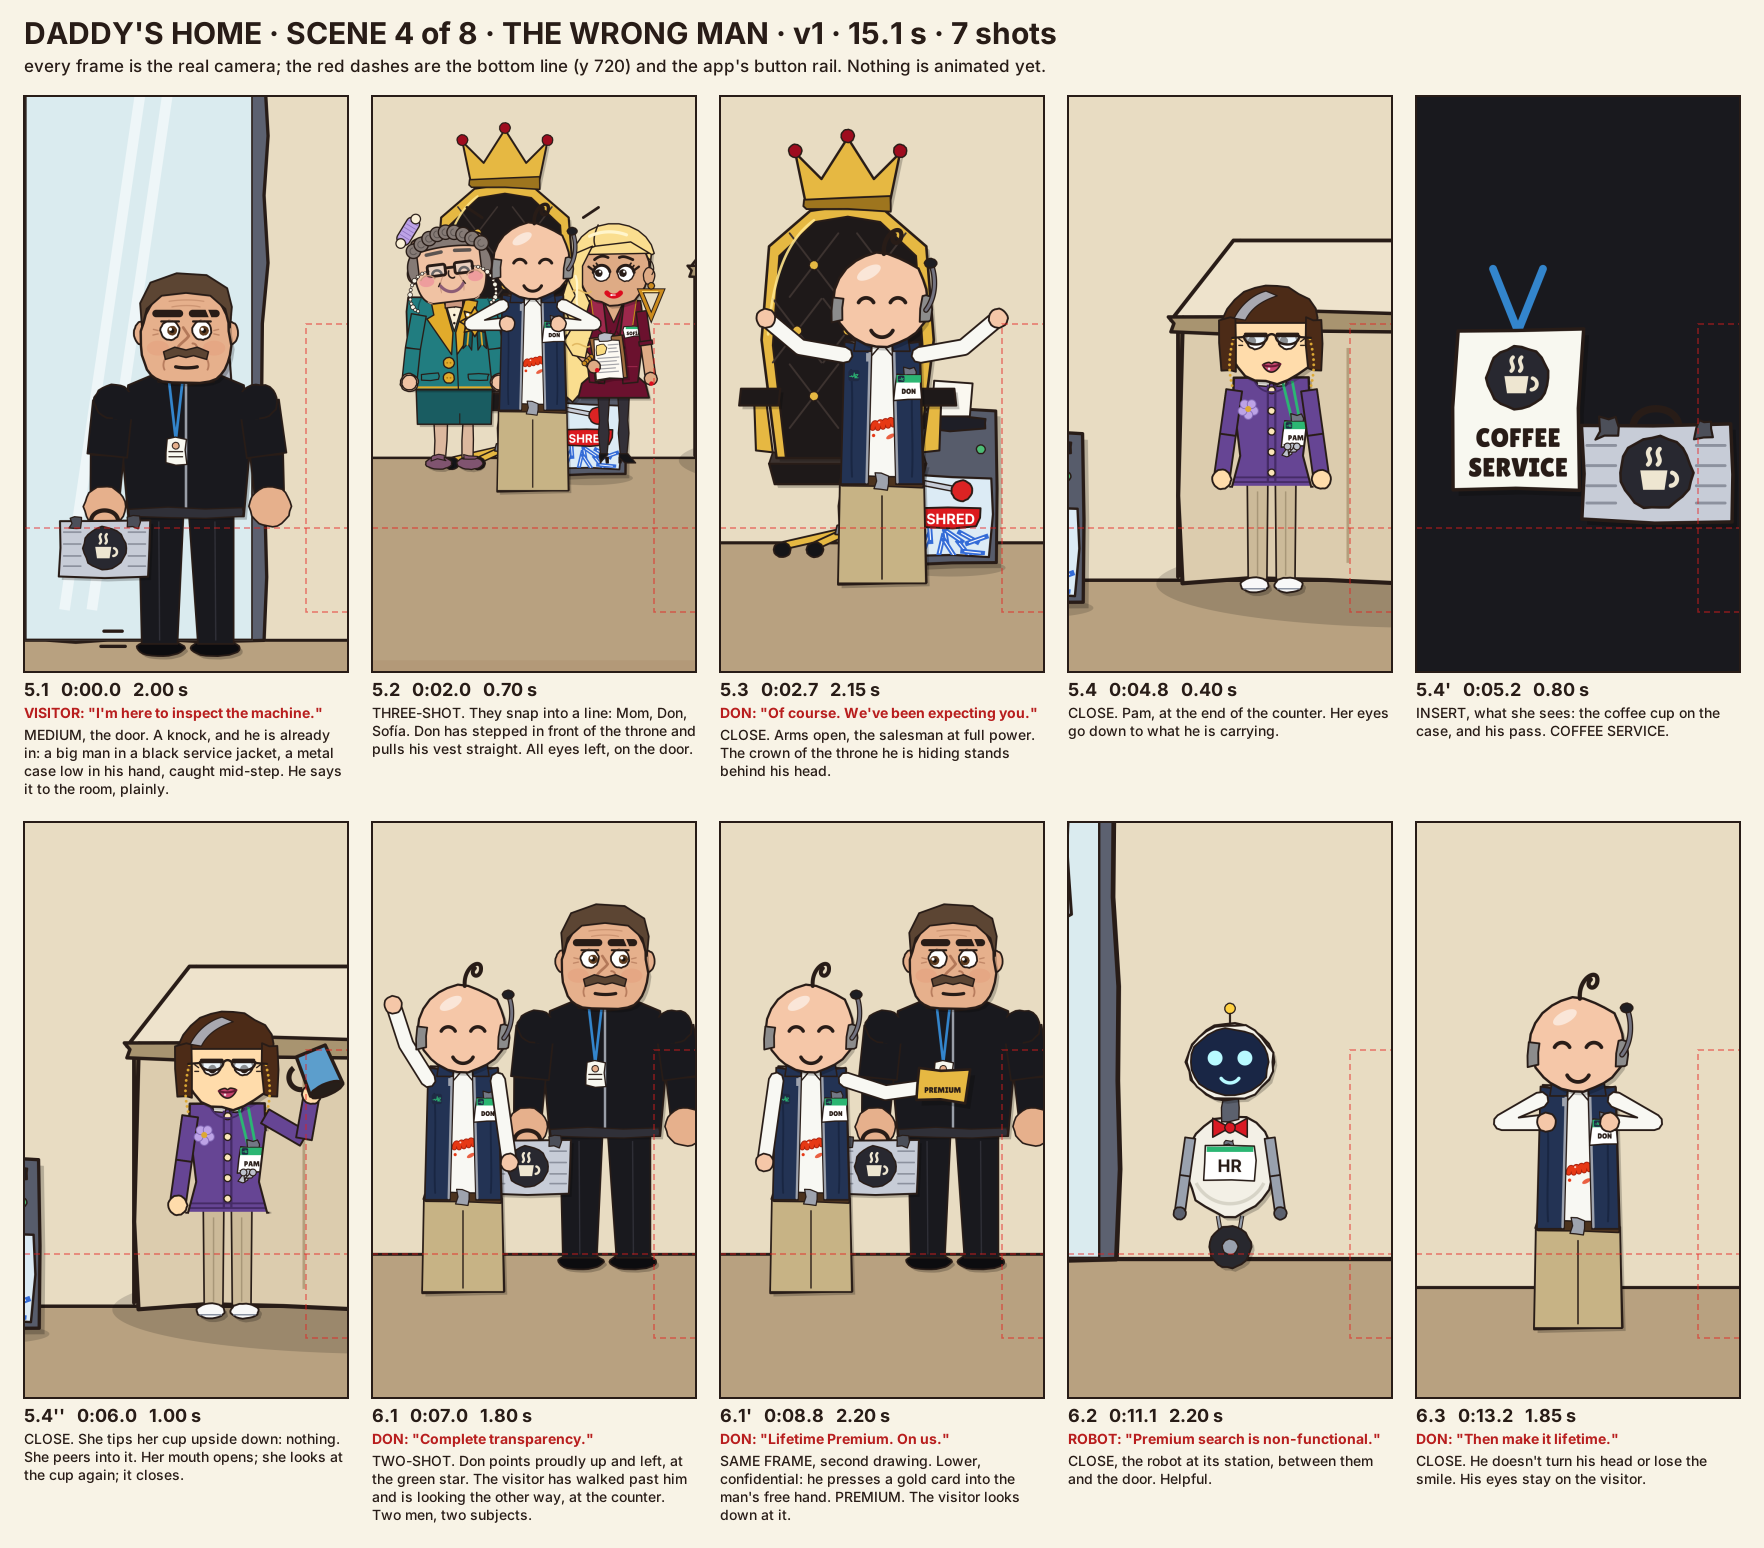 DADDY'S HOME · SCENE 4 of 8 · THE WRONG MAN · v1 · 15.1 s · 7 shots
every frame is the real camera; the red dashes are the bottom line (y 720) and the app's button rail. Nothing is animated yet.
DON
SOFÍ
SHRED
DON
SHRED
PAM
COFFEE
SERVICE
5.1 0:00.0 2.00 s
VISITOR: "I'm here to inspect the machine."
MEDIUM, the door. A knock, and he is already
in: a big man in a black service jacket, a metal
case low in his hand, caught mid-step. He says
it to the room, plainly.
5.2 0:02.0 0.70 s
THREE-SHOT. They snap into a line: Mom, Don,
Sofía. Don has stepped in front of the throne and
pulls his vest straight. All eyes left, on the door.
5.3 0:02.7 2.15 s
DON: "Of course. We've been expecting you."
CLOSE. Arms open, the salesman at full power.
The crown of the throne he is hiding stands
behind his head.
5.4 0:04.8 0.40 s
CLOSE. Pam, at the end of the counter. Her eyes
go down to what he is carrying.
5.4' 0:05.2 0.80 s
INSERT, what she sees: the coffee cup on the
case, and his pass. COFFEE SERVICE.
PAM
DON
DON
PREMIUM
HR
DON
5.4'' 0:06.0 1.00 s
CLOSE. She tips her cup upside down: nothing.
She peers into it. Her mouth opens; she looks at
the cup again; it closes.
6.1 0:07.0 1.80 s
DON: "Complete transparency."
TWO-SHOT. Don points proudly up and left, at
the green star. The visitor has walked past him
and is looking the other way, at the counter.
Two men, two subjects.
6.1' 0:08.8 2.20 s
DON: "Lifetime Premium. On us."
SAME FRAME, second drawing. Lower,
confidential: he presses a gold card into the
man's free hand. PREMIUM. The visitor looks
down at it.
6.2 0:11.1 2.20 s
ROBOT: "Premium search is non-functional."
CLOSE, the robot at its station, between them
and the door. Helpful.
6.3 0:13.2 1.85 s
DON: "Then make it lifetime."
CLOSE. He doesn't turn his head or lose the
smile. His eyes stay on the visitor.